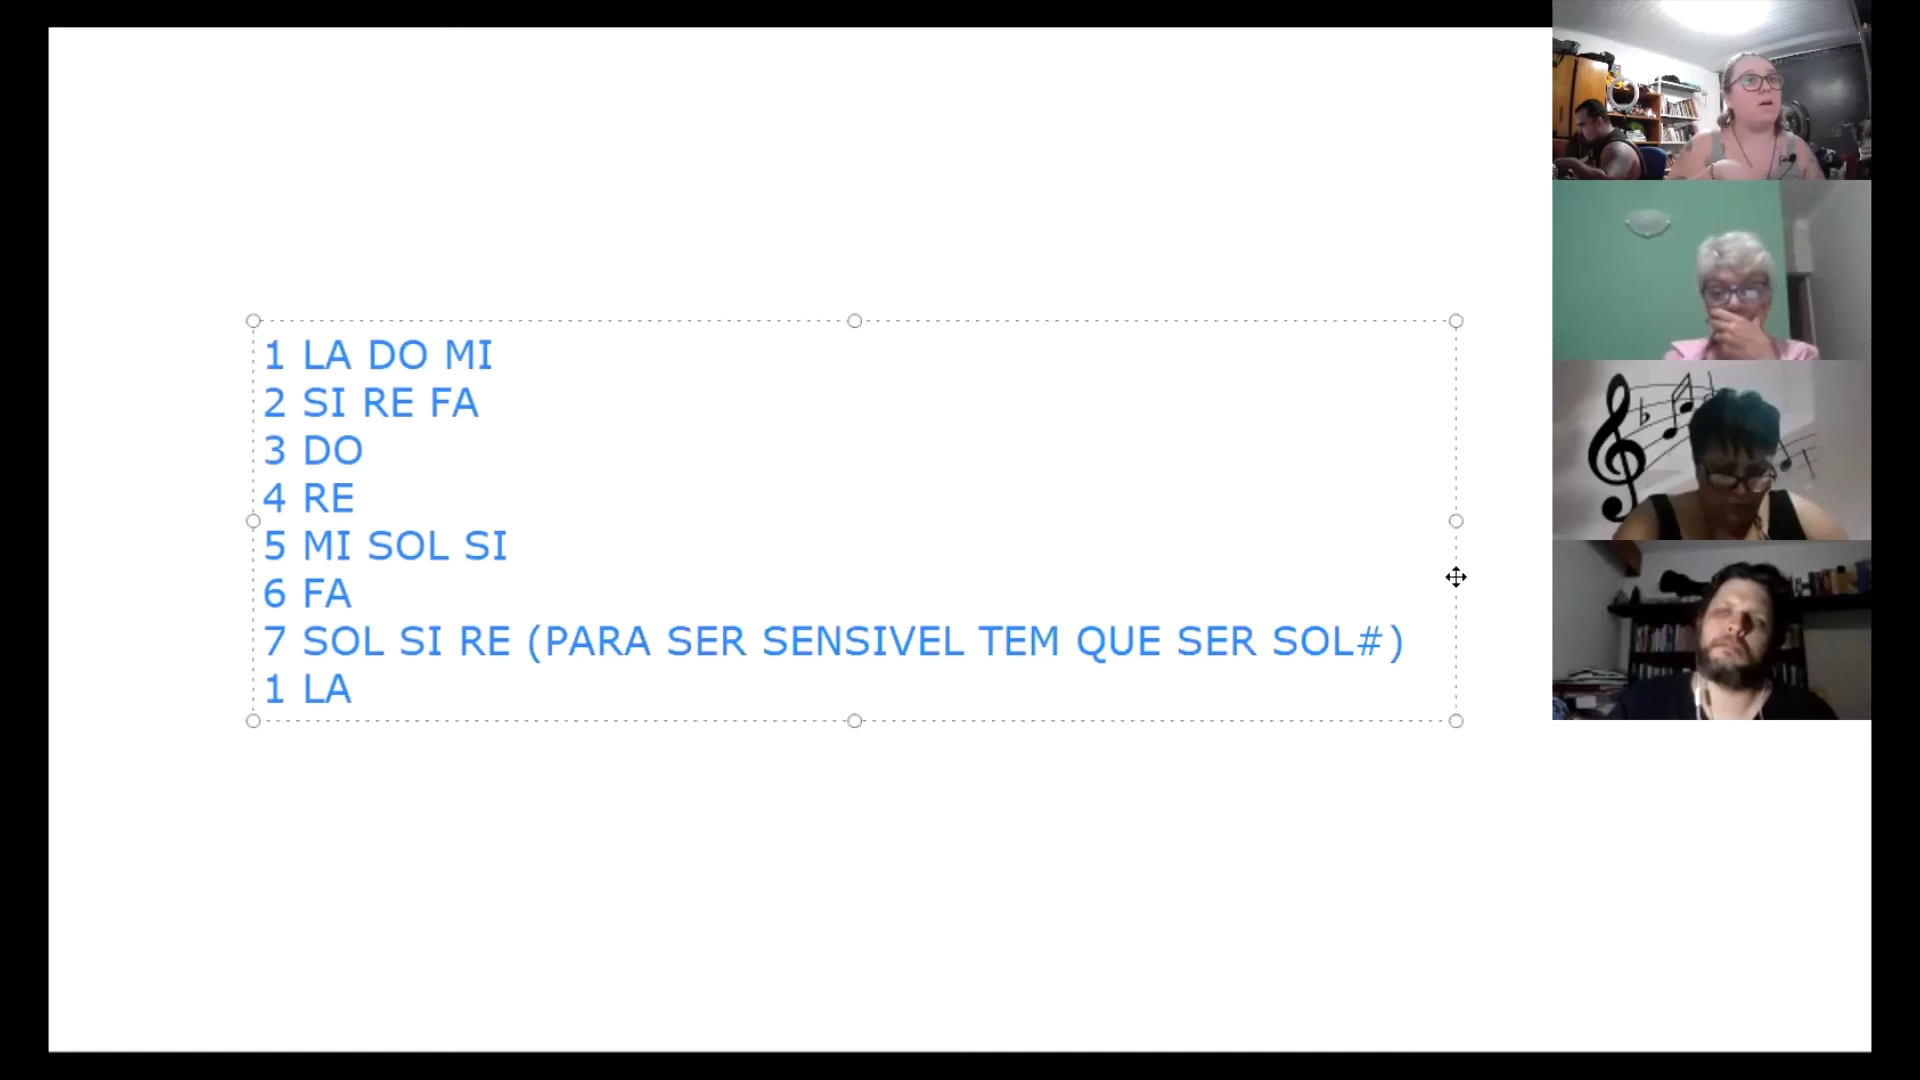 1 LA DO MI
2 SI RE FA
3 DO
4 RE
5 MI SOL SI
6 FA
7 SOL SI RE (PARA SER SENSIVEL TEM QUE SER SOL#)
1 LA